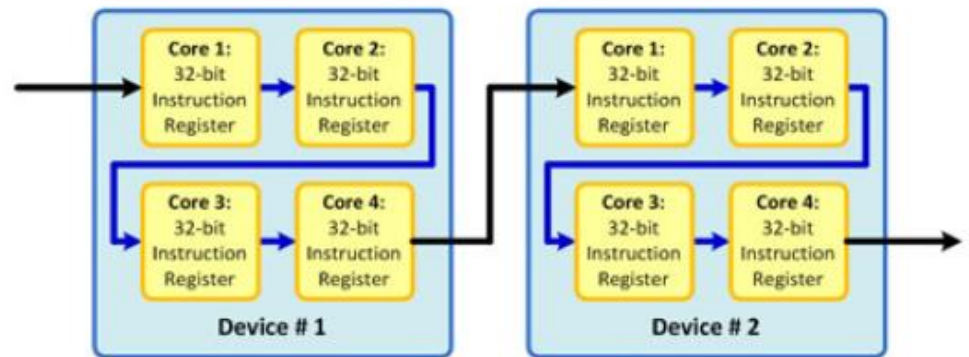 Core 1:
32-bit
Instruction
Register
Core 2:
32-bit
Instruction
Register
Core 3:
32-bit
Instruction
Register
Core 4:
32-bit
Instruction
Register
Device # 1
Core 1:
32-bit
Instruction
Register
Core 2:
32-bit
Instruction
Register
Core 3:
32-bit
Instruction
Register
Core 4:
32-bit
Instruction
Register
Device # 2